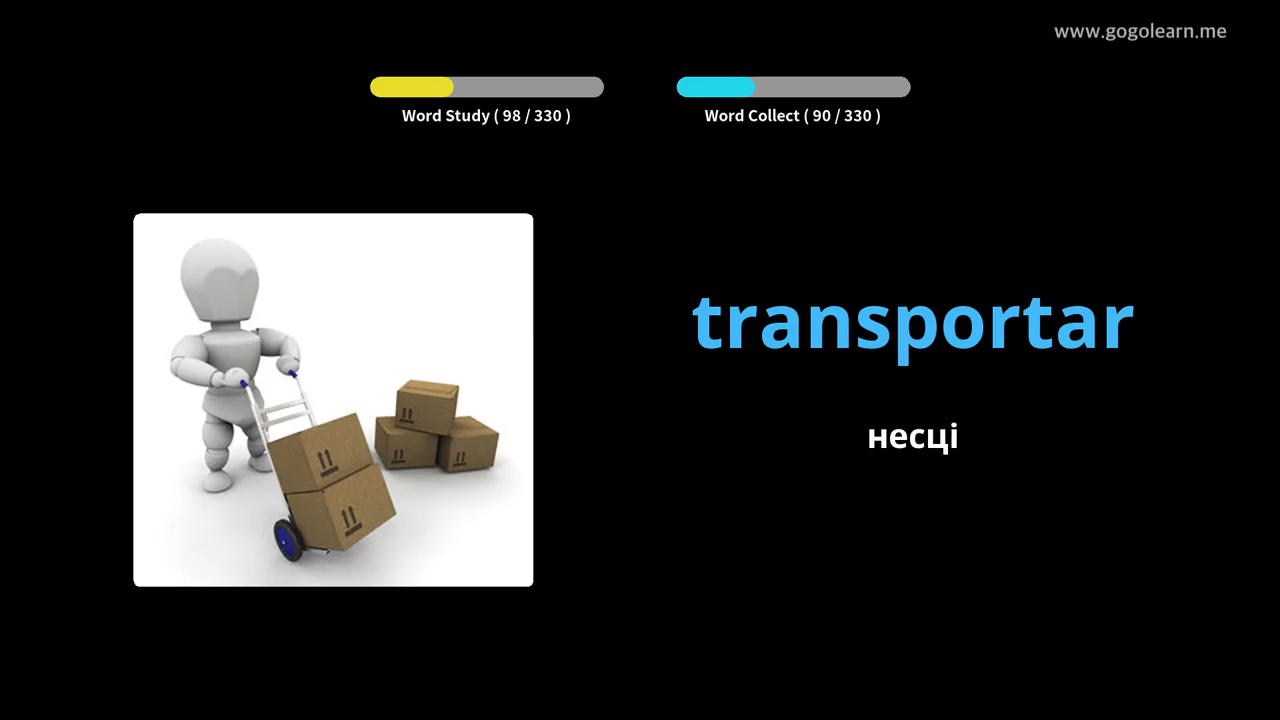 www.gogolearn.me
Word Study ( 98 / 330 )
Word Collect ( 90 / 330 )
transportar
несці